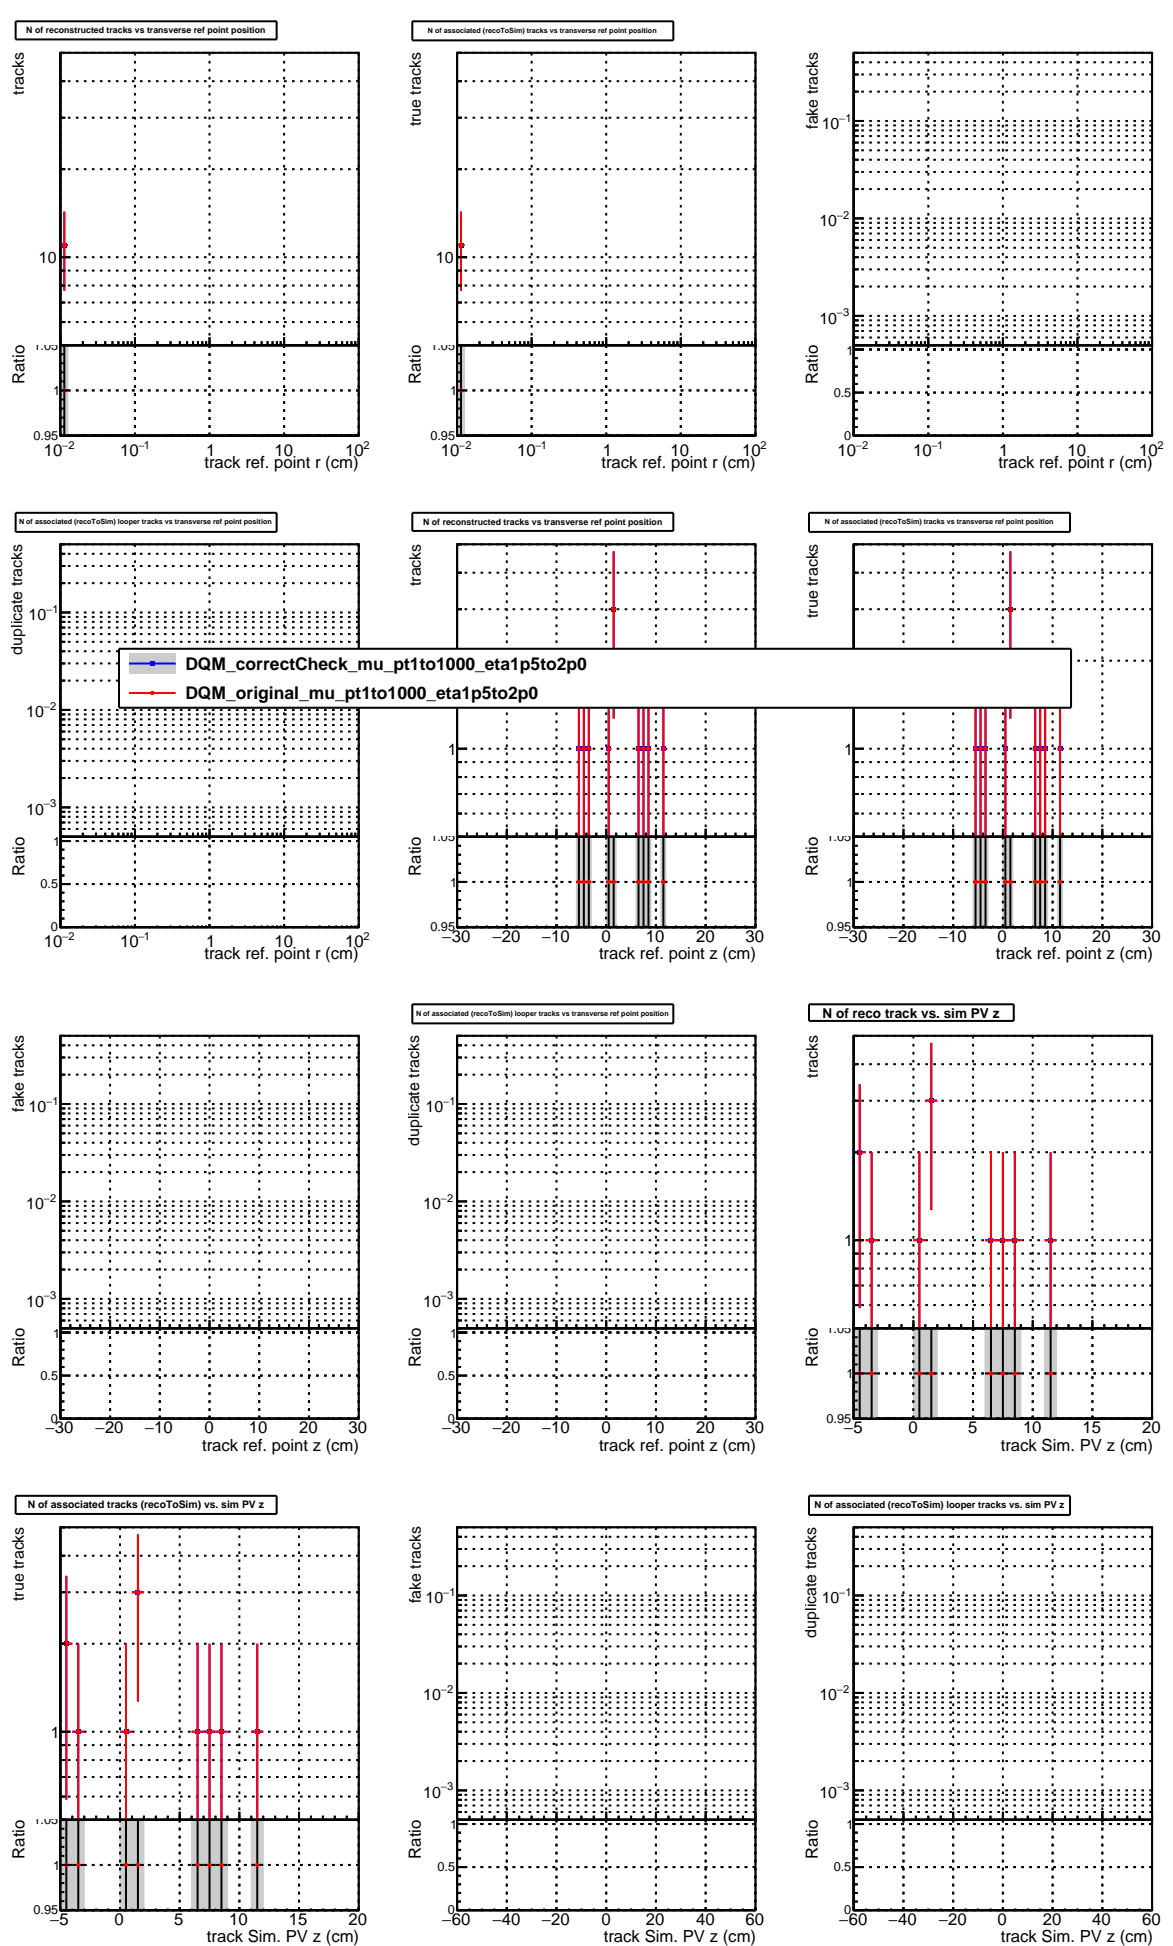 N of reconstructed tracks vs transverse ref point position
tracks
10
Ratio
1.05
1
0.95
10−2 10−1 1 10 102
track ref. point r (cm)
N of associated (recoToSim) tracks vs transverse ref point position
true tracks
10
Ratio
1.05
1
0.95
10−2 10−1 1 10 102
track ref. point r (cm)
fake tracks
10−1
10−2
10−3
Ratio
1
0.5
0
10−2 10−1 1 10 102
track ref. point r (cm)
N of associated (recoToSim) looper tracks vs transverse ref point position
duplicate tracks
10−1
10−2
10−3
Ratio
1
0.5
0
10−2 10−1 1 10 102
track ref. point r (cm)
N of reconstructed tracks vs transverse ref point position
tracks
1
Ratio
1.05
1
0.95
−30 −20 −10 0 10 20 30
track ref. point z (cm)
N of associated (recoToSim) tracks vs transverse ref point position
true tracks
1
Ratio
1.05
1
0.95
−30 −20 −10 0 10 20 30
track ref. point z (cm)
DQM_correctCheck_mu_pt1to1000_eta1p5to2p0
DQM_original_mu_pt1to1000_eta1p5to2p0
fake tracks
10−1
10−2
10−3
Ratio
1
0.5
0
−30 −20 −10 0 10 20 30
track ref. point z (cm)
N of associated (recoToSim) looper tracks vs transverse ref point position
duplicate tracks
10−1
10−2
10−3
Ratio
1
0.5
0
−30 −20 −10 0 10 20 30
track ref. point z (cm)
N of reco track vs. sim PV z
tracks
1
Ratio
1.05
1
0.95
−5 0 5 10 15 20
track Sim. PV z (cm)
N of associated tracks (recoToSim) vs. sim PV z
true tracks
1
Ratio
1.05
1
0.95
−5 0 5 10 15 20
track Sim. PV z (cm)
fake tracks
10−1
10−2
10−3
Ratio
1
0.5
0
−60 −40 −20 0 20 40 60
track Sim. PV z (cm)
N of associated (recoToSim) looper tracks vs. sim PV z
duplicate tracks
10−1
10−2
10−3
Ratio
1
0.5
0
−60 −40 −20 0 20 40 60
track Sim. PV z (cm)